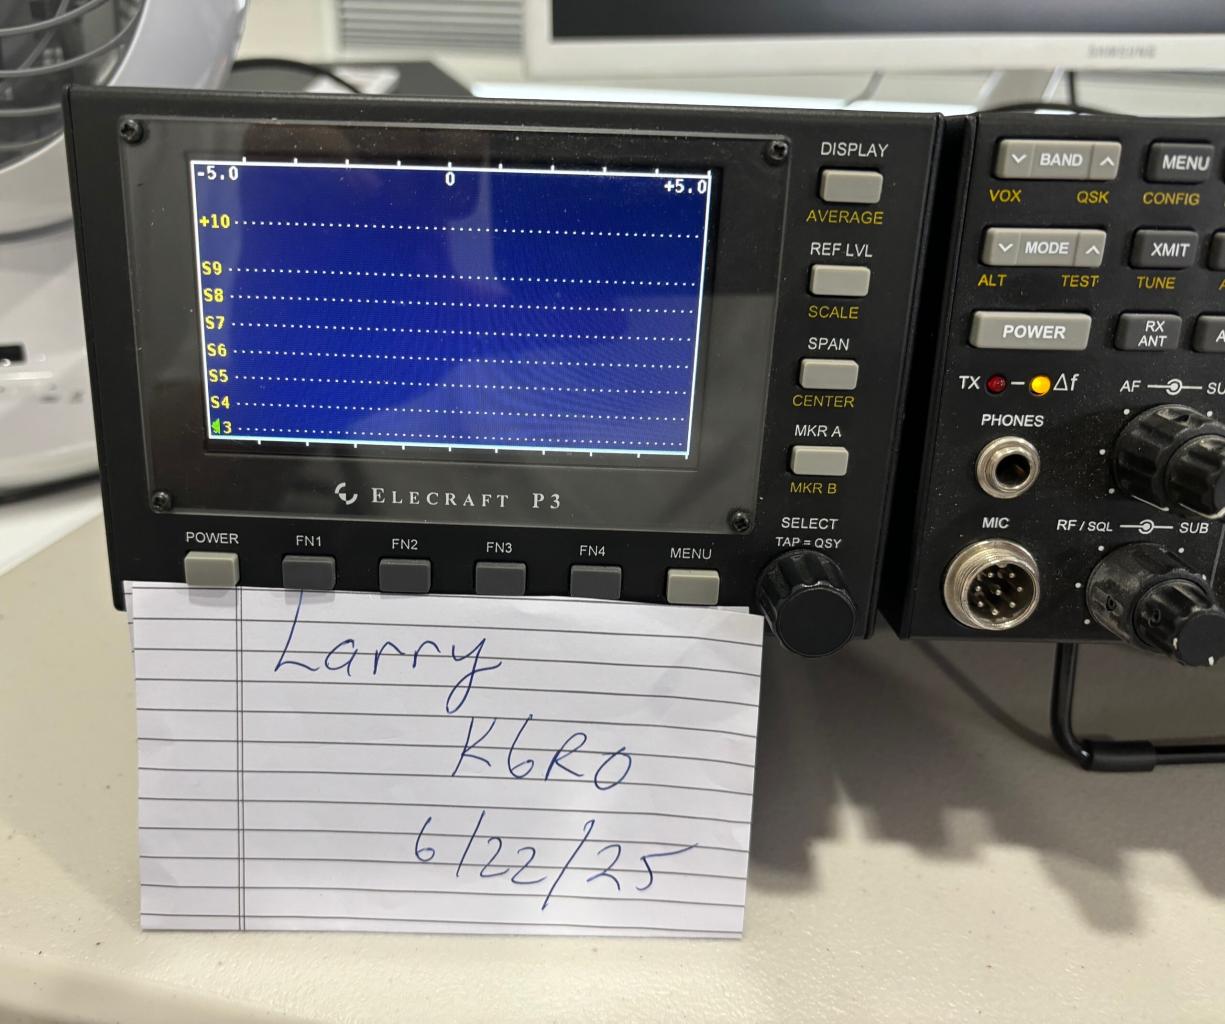 SAMSUNG
-5.0 0 +5.0
+10
S9
S8
S7
S6
S5
S4
3
ELECRAFT P3
DISPLAY
AVERAGE
REF LVL
SCALE
SPAN
CENTER
MKR A
MKR B
SELECT
TAP = QSY
POWER FN1 FN2 FN3 FN4 MENU
BAND MENU
VOX QSK CONFIG
MODE XMIT
ALT TEST TUNE
POWER RX ANT
TX - Δf AF
PHONES
MIC RF / SQL SUB
Larry
K6RO
6/22/25